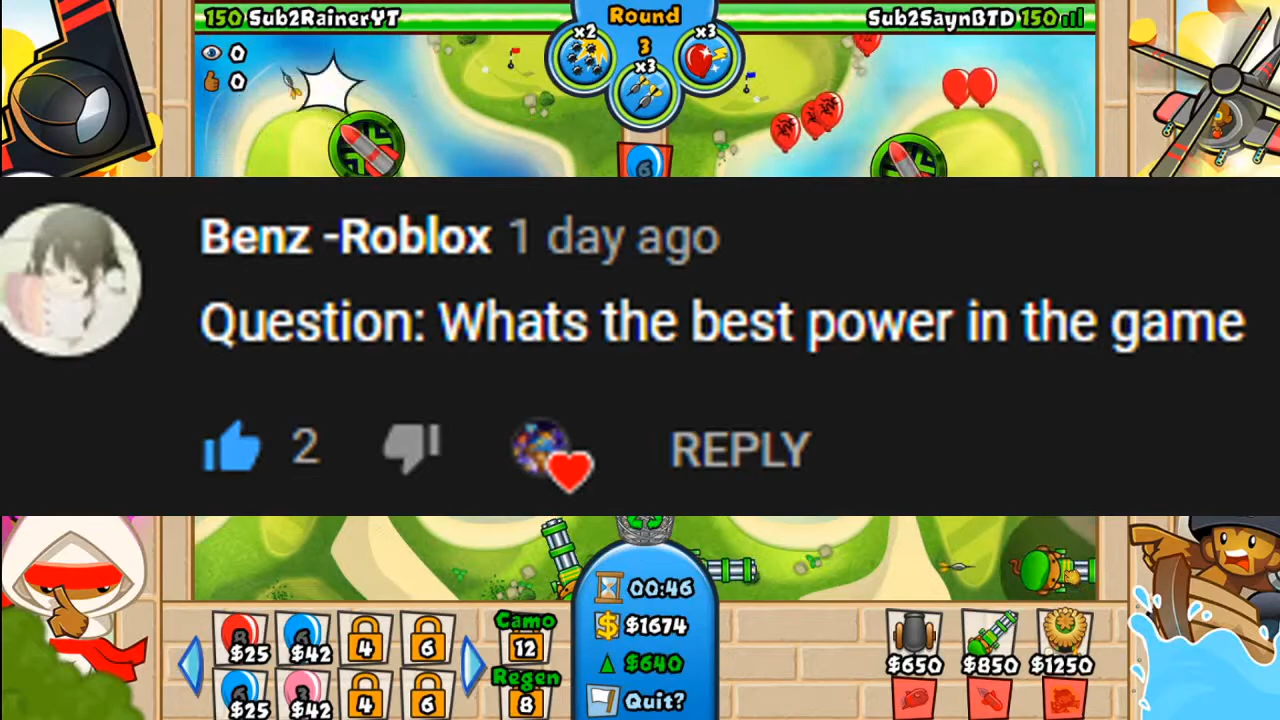 150 Sub2RainerYT
Round
Sub2SaynBTD 150
0
0
x2
3
x3
x3
6
Benz -Roblox 1 day ago
Question: Whats the best power in the game
2
REPLY
00:46
$1674
$640
Quit?
$25
$42
4
6
Camo
12
$25
$42
4
6
Regen
8
$650
$850
$1250